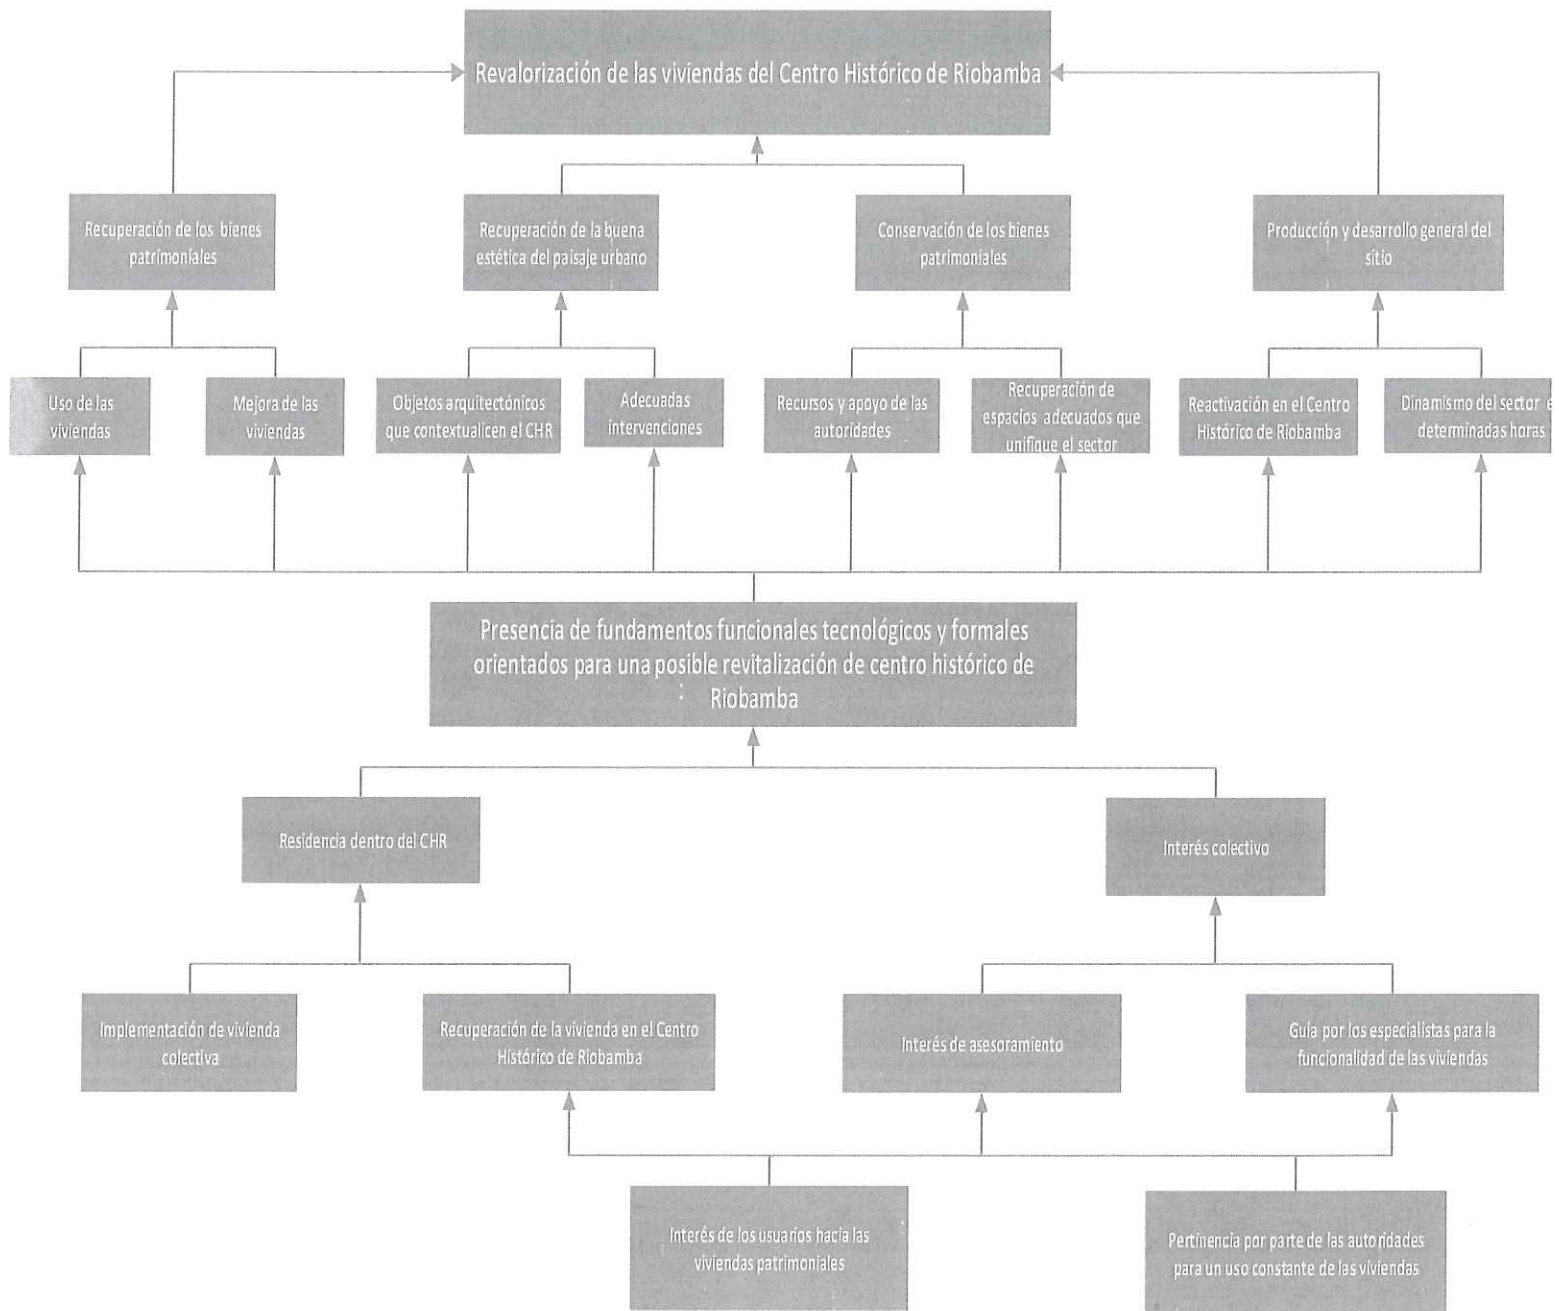 Revalorización de las viviendas del Centro Histórico de Riobamba
Recuperación de los bienes
patrimoniales
Recuperación de la buena
estética del paisaje urbano
Conservación de los bienes
patrimoniales
Producción y desarrollo general del
sitio
Uso de las
viviendas
Mejora de las
viviendas
Objetos arquitectónicos
que contextualicen el CHR
Adecuadas
intervenciones
Recursos y apoyo de las
autoridades
Recuperación de
espacios adecuados que
unifique el sector
Reactivación en el Centro
Histórico de Riobamba
Dinamismo del sector e
determinadas horas
Presencia de fundamentos funcionales tecnológicos y formales
orientados para una posible revitalización de centro histórico de
Riobamba
Residencia dentro del CHR
Interés colectivo
Implementación de vivienda
colectiva
Recuperación de la vivienda en el Centro
Histórico de Riobamba
Interés de asesoramiento
Guía por los especialistas para la
funcionalidad de las viviendas
Interés de los usuarios hacia las
viviendas patrimoniales
Pertinencia por parte de las autoridades
para un uso constante de las viviendas